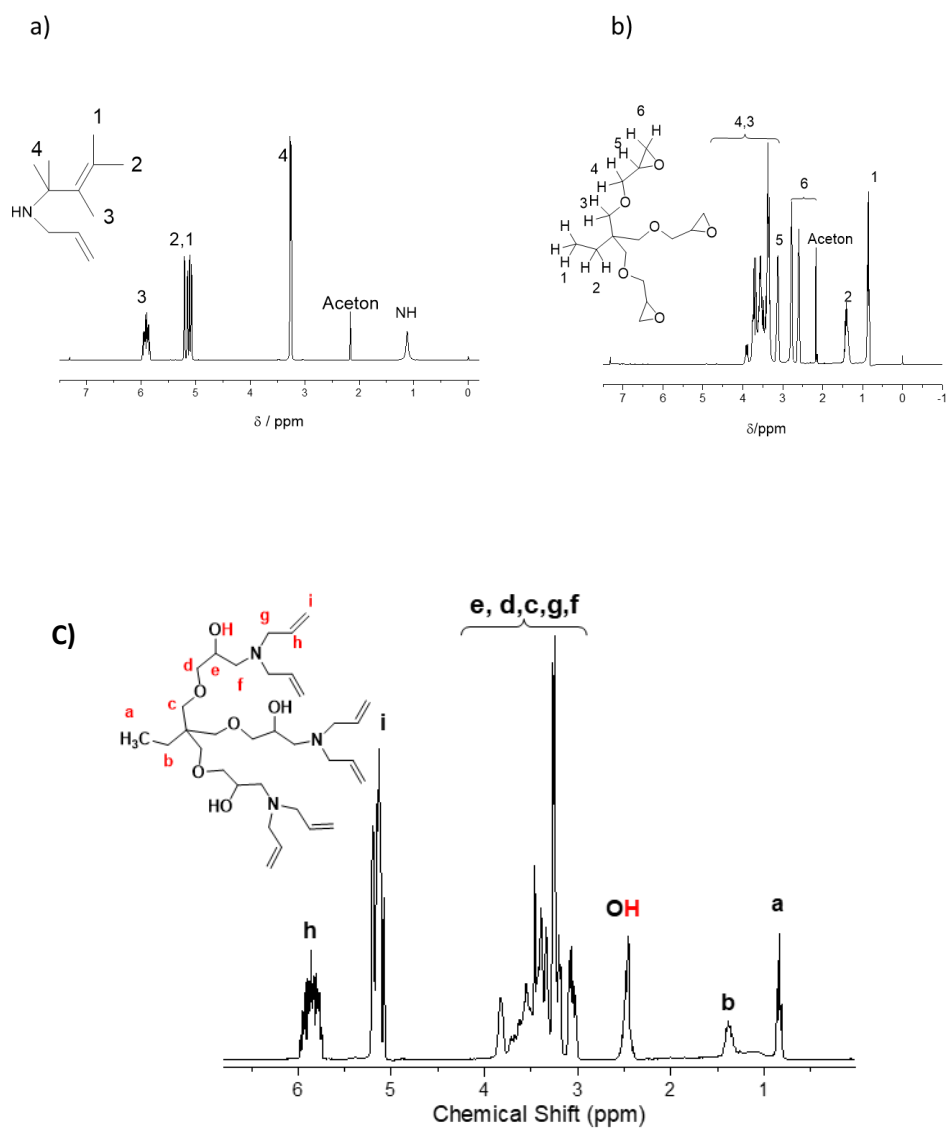 a)
1
4
2
HN
3
4
2,1
3
Aceton
NH
7
6
5
4
3
2
1
0
δ / ppm
b)
6
H
H
5
H
O
4
H
H
3
H
O
H
O
O
H
H
H
H
H
O
O
1
2
4,3
6
1
5
Aceton
2
7
6
5
4
3
2
1
0
-1
δ/ppm
C)
i
OH
g
N
h
d
e
O
f
c
OH
a
O
N
H₃C
b
O
HO
N
e, d,c,g,f
i
h
OH
a
b
6
5
4
3
2
1
Chemical Shift (ppm)